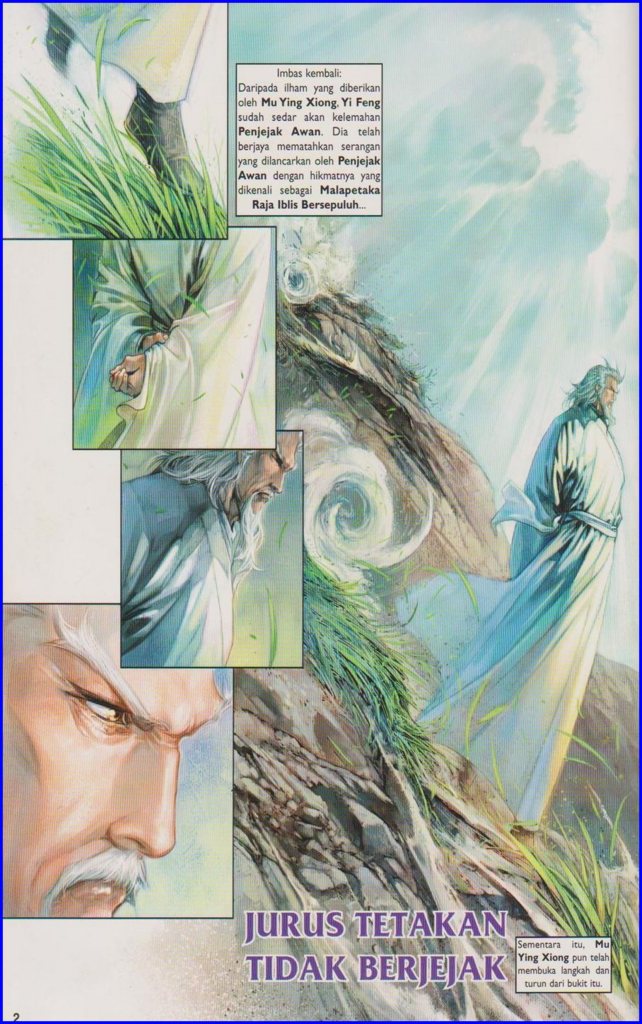 Imbas kembali:
Daripada ilham yang diberikan
oleh Mu Ying Xiong, Yi Feng
sudah sedar akan kelemahan
Penjejak Awan. Dia telah
berjaya mematahkan serangan
yang dilancarkan oleh Penjejak
Awan dengan hikmatnya yang
dikenali sebagai Malapetaka
Raja Iblis Bersepuluh...
JURUS TETAKAN
TIDAK BERJEJAK
Sementara itu, Mu
Ying Xiong pun telah
membuka langkah dan
turun dari bukit itu.
2